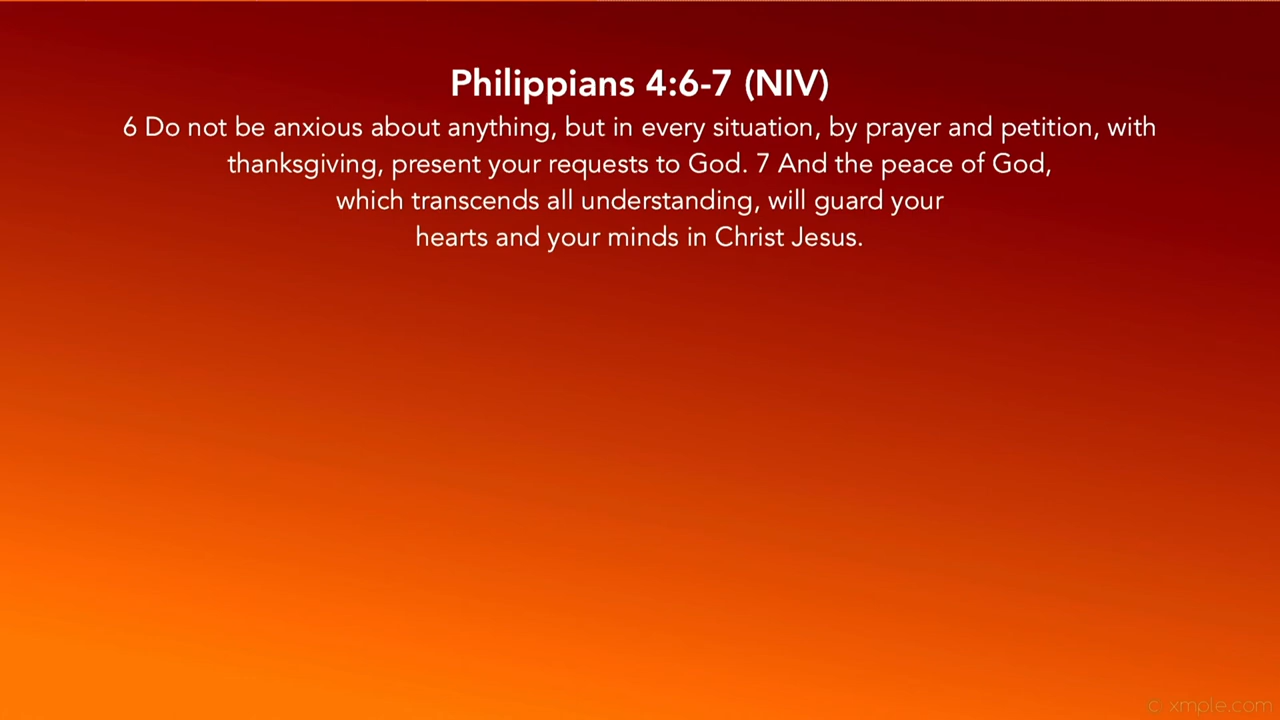 Philippians 4:6-7 (NIV)
6 Do not be anxious about anything, but in every situation, by prayer and petition, with
thanksgiving, present your requests to God. 7 And the peace of God,
which transcends all understanding, will guard your
hearts and your minds in Christ Jesus.
xmple.com